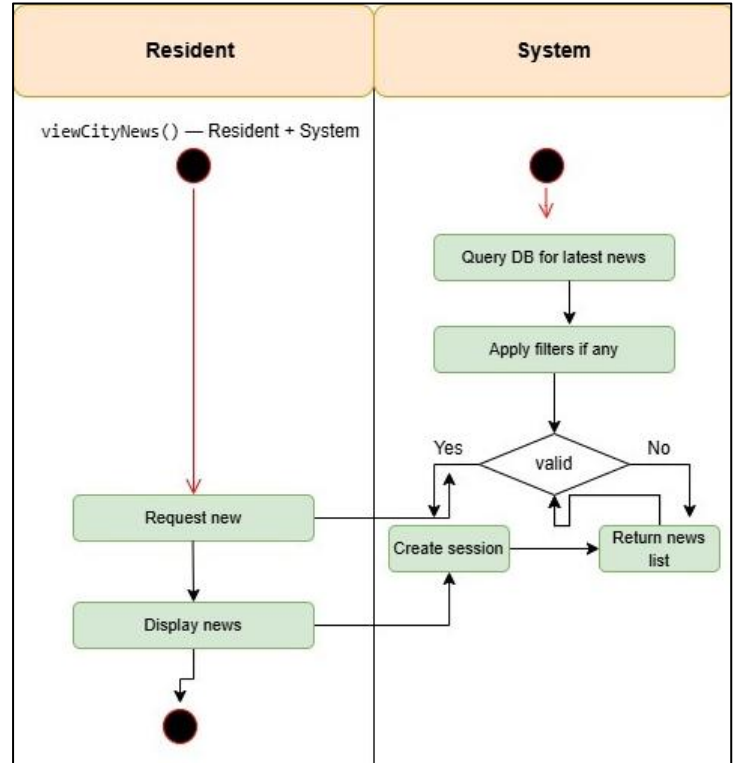 Resident
System
viewCityNews() — Resident + System
Query DB for latest news
Apply filters if any
Yes
No
valid
Request new
Create session
Return news
list
Display news